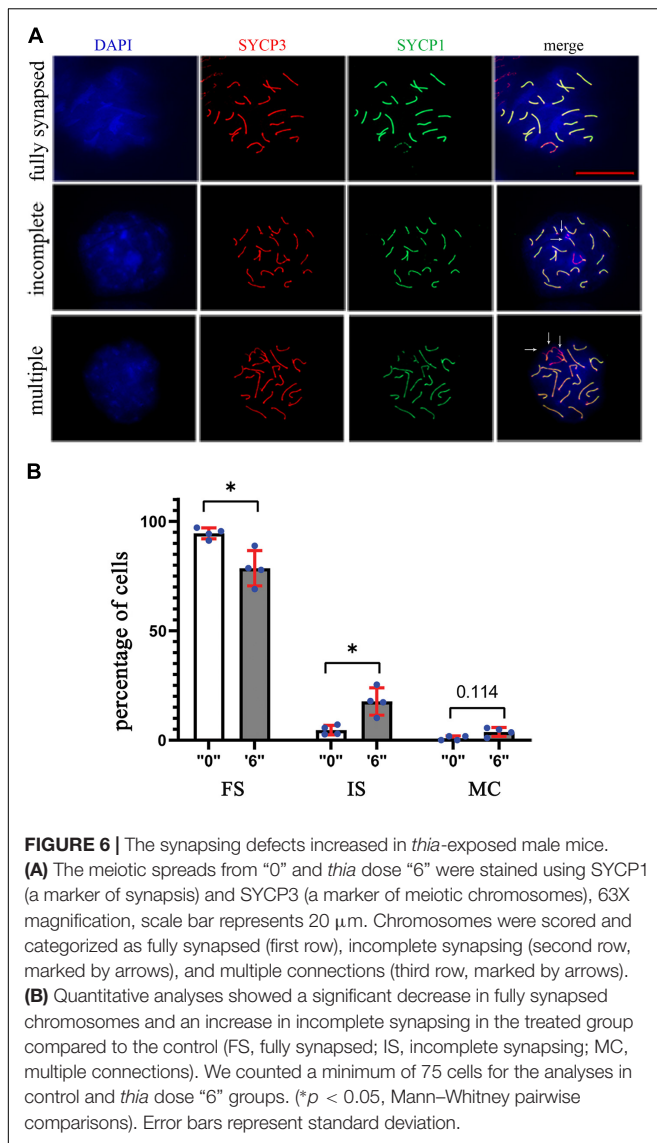 A
DAPI SYCP3 SYCP1 merge
fully synapsed
incomplete
multiple
B
percentage of cells
100
50
0
*
*
0.114
"0" '6' "0" '6' "0" '6'
FS IS MC
FIGURE 6 | The synapsing defects increased in thia-exposed male mice.
(A) The meiotic spreads from “0” and thia dose “6” were stained using SYCP1
(a marker of synapsis) and SYCP3 (a marker of meiotic chromosomes), 63X
magnification, scale bar represents 20 μm. Chromosomes were scored and
categorized as fully synapsed (first row), incomplete synapsing (second row,
marked by arrows), and multiple connections (third row, marked by arrows).
(B) Quantitative analyses showed a significant decrease in fully synapsed
chromosomes and an increase in incomplete synapsing in the treated group
compared to the control (FS, fully synapsed; IS, incomplete synapsing; MC,
multiple connections). We counted a minimum of 75 cells for the analyses in
control and thia dose “6” groups. (*p < 0.05, Mann–Whitney pairwise
comparisons). Error bars represent standard deviation.